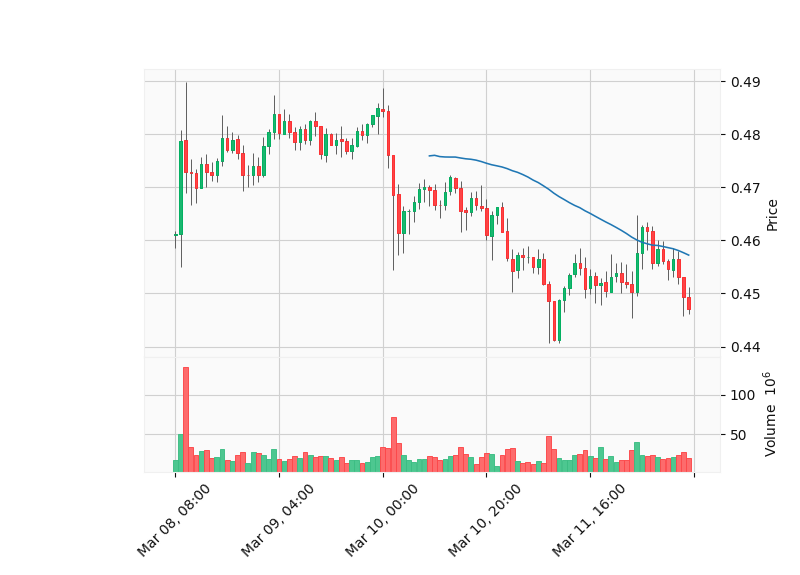 0.49
0.48
0.47
0.46
0.45
0.44
Price
100
50
Volume 10^6
Mar 08, 08:00
Mar 09, 04:00
Mar 10, 00:00
Mar 10, 20:00
Mar 11, 16:00